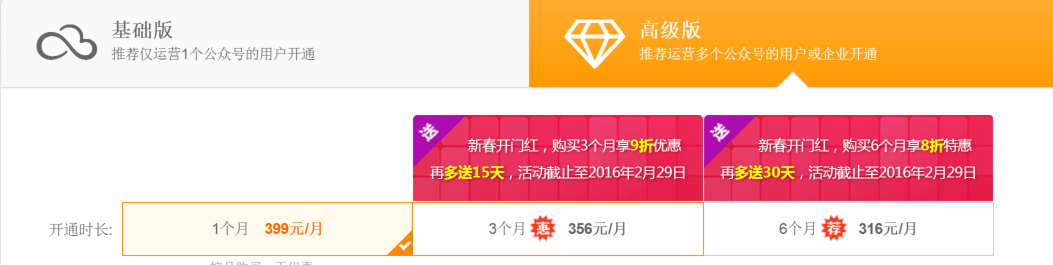 基础版
推荐仅运营1个公众号的用户开通
高级版
推荐运营多个公众号的用户或企业开通
送
新春开门红，购买3个月享9折优惠
再多送15天，活动截止至2016年2月29日
送
新春开门红，购买6个月享8折特惠
再多送30天，活动截止至2016年2月29日
开通时长:
1个月 399元/月
3个月 惠 356元/月
6个月 荐 316元/月